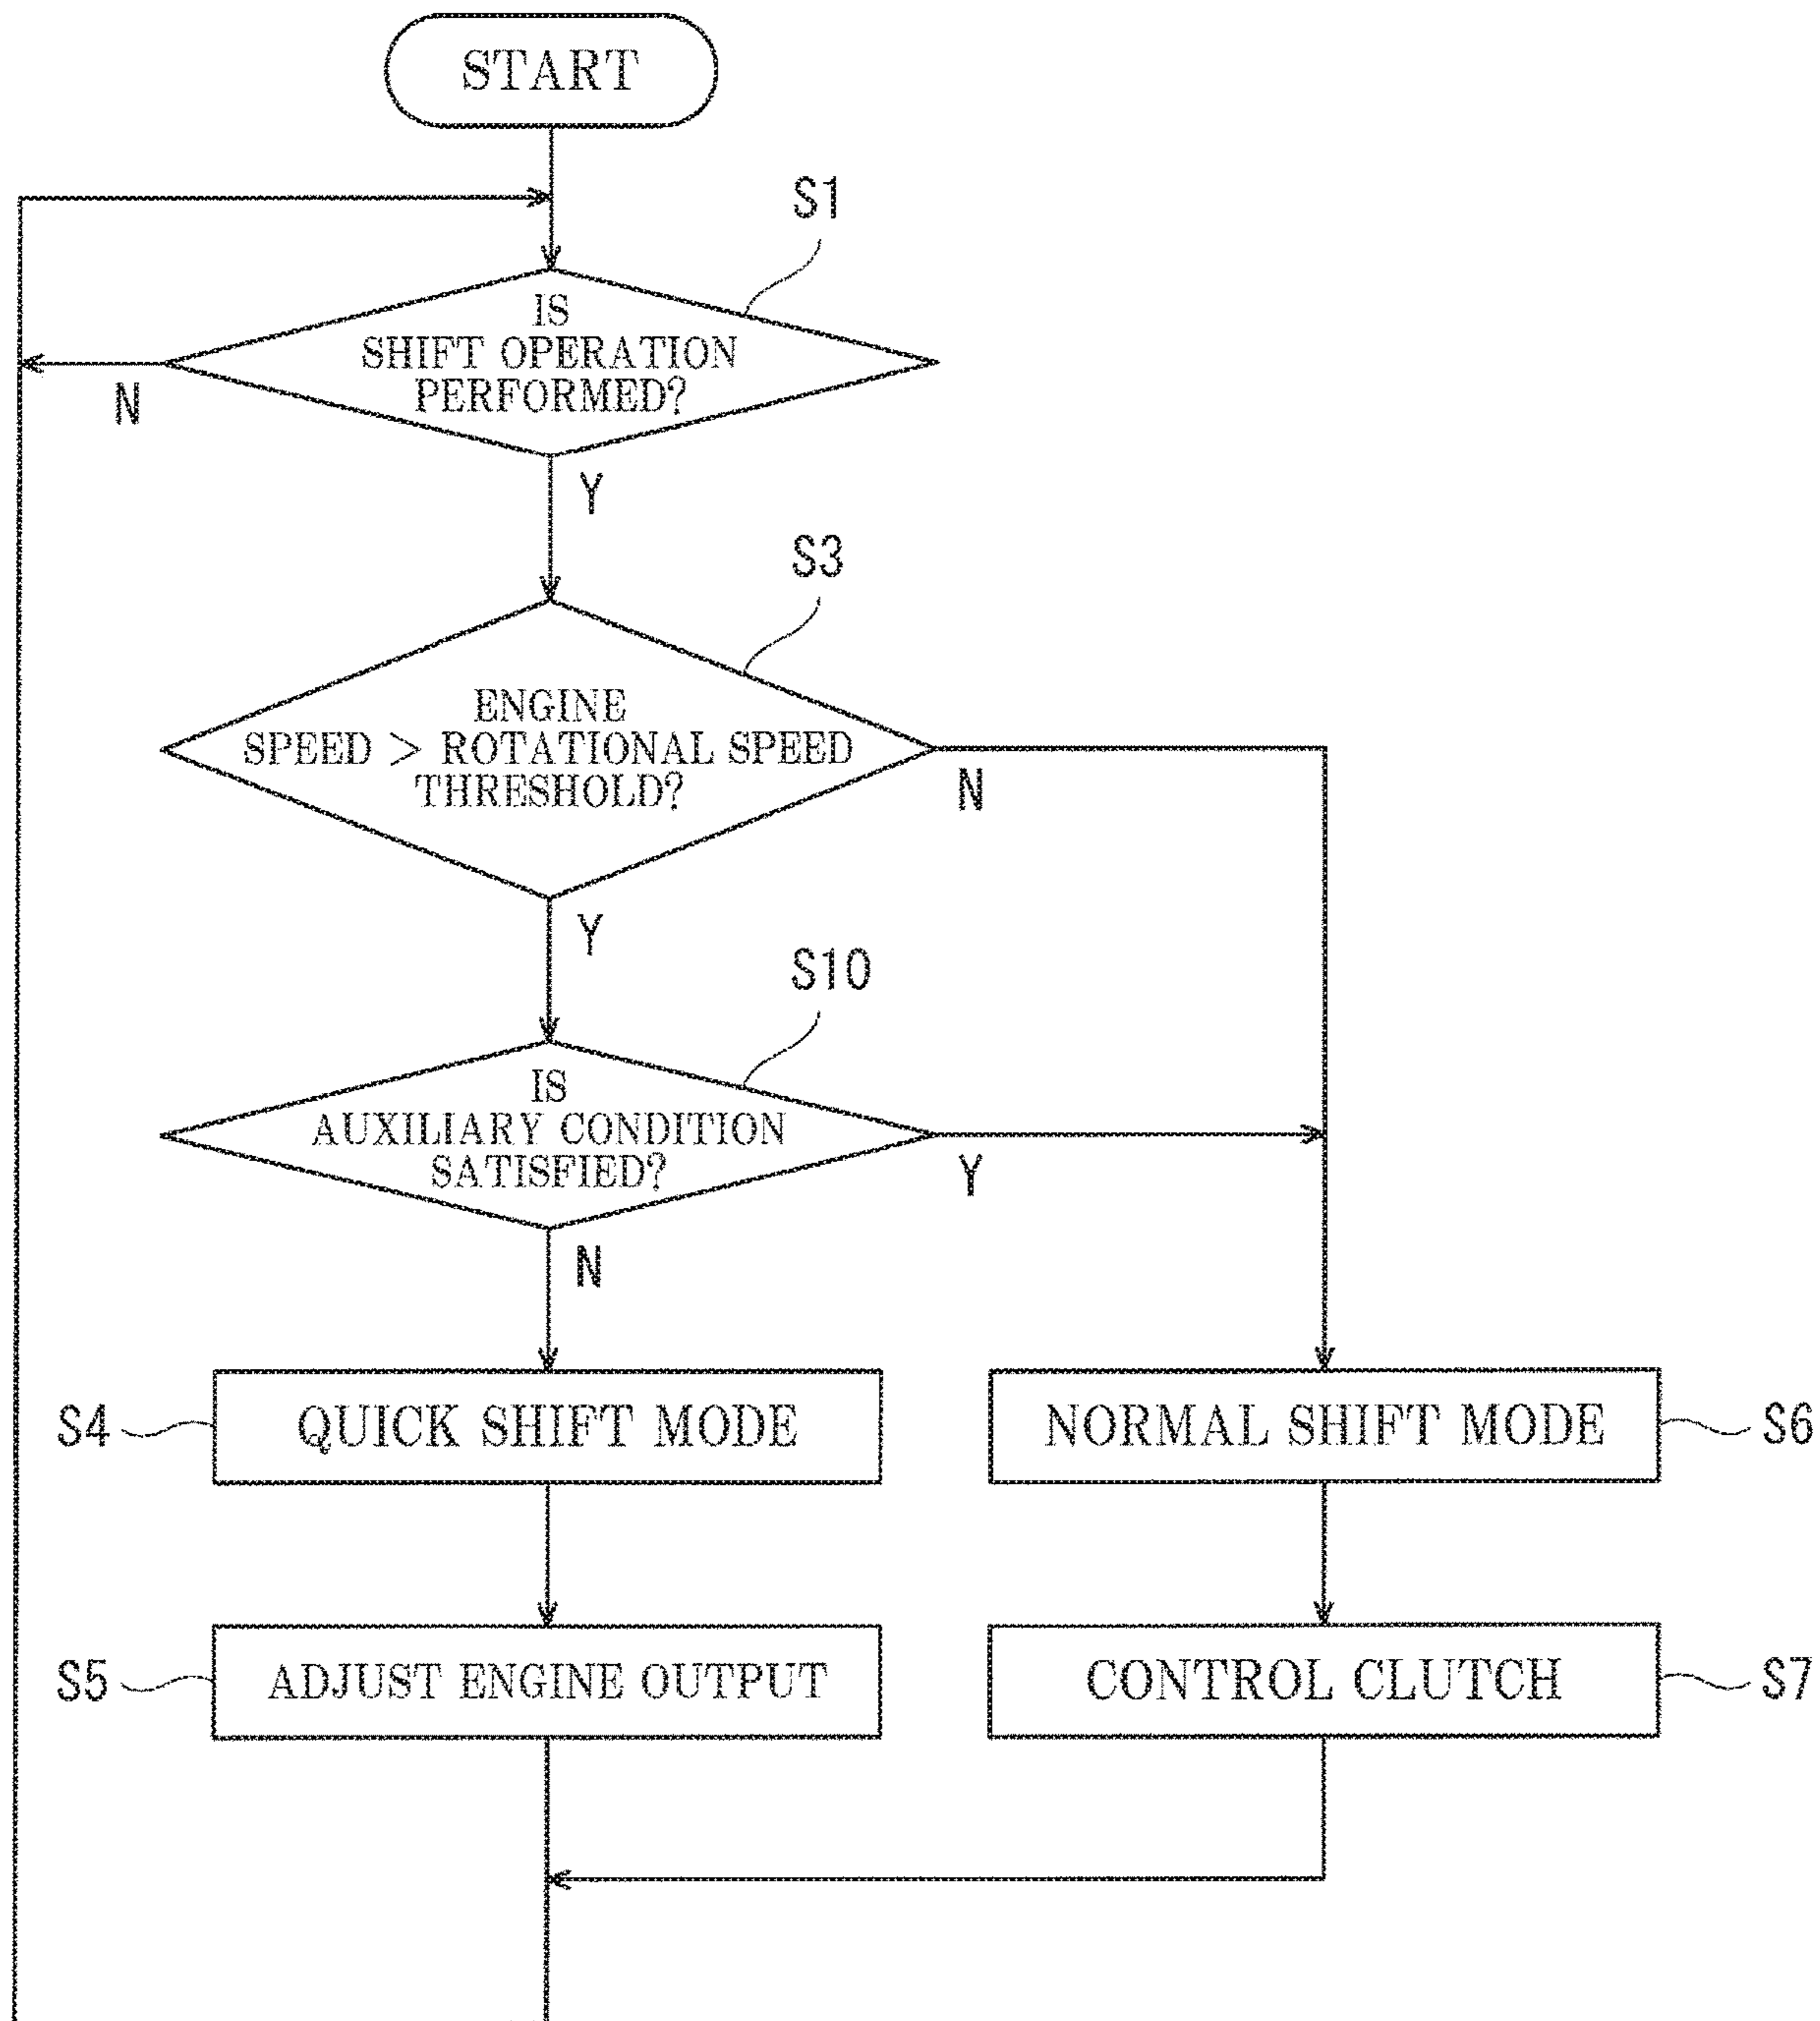 START
S1
IS
SHIFT OPERATION
PERFORMED?
N
Y
S3
ENGINE
SPEED > ROTATIONAL SPEED
THRESHOLD?
N
Y
S10
IS
AUXILIARY CONDITION
SATISFIED?
Y
N
S4
QUICK SHIFT MODE
NORMAL SHIFT MODE
S6
S5
ADJUST ENGINE OUTPUT
CONTROL CLUTCH
S7